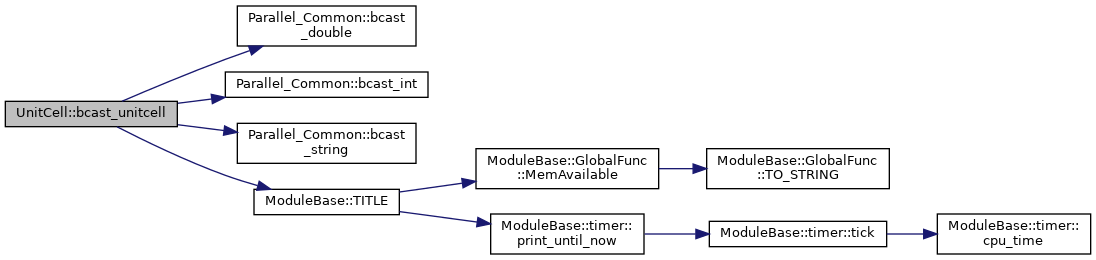 Parallel_Common::bcast
_double
Parallel_Common::bcast_int
UnitCell::bcast_unitcell
Parallel_Common::bcast
_string
ModuleBase::TITLE
ModuleBase::GlobalFunc
::MemAvailable
ModuleBase::GlobalFunc
::TO_STRING
ModuleBase::timer::
print_until_now
ModuleBase::timer::tick
ModuleBase::timer::
cpu_time